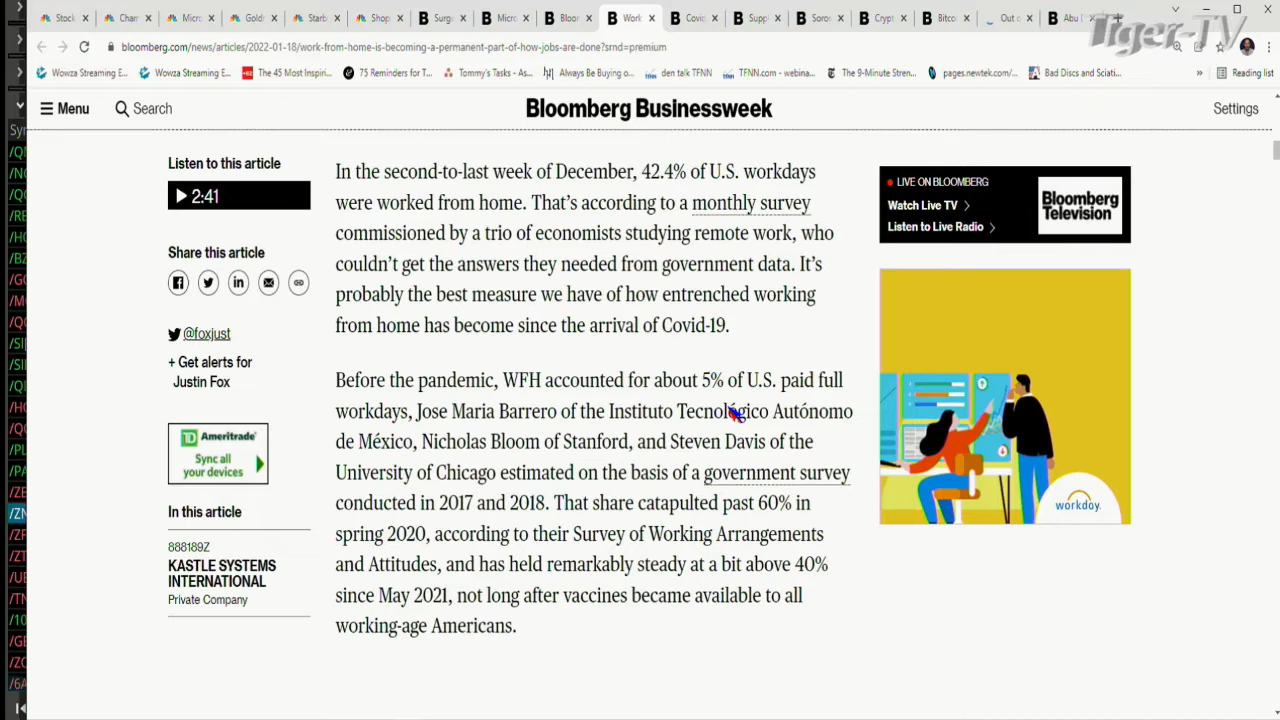 Tiger-TV
Stock
Chan
Micro
Gold
Starb
Shop
Surge
Micro
Bloor
Work
Covid
Suppl
Soro
Crypt
Bitco
Out o
Abu D
bloomberg.com/news/articles/2022-01-18/work-from-home-is-becoming-a-permanent-part-of-how-jobs-are-done?srnd=premium
Wowza Streaming E... Wowza Streaming E... The 45 Most Inspiri... 75 Reminders for T... Tommy's Tasks - As... Always Be Buying o... den talk TFNN TFNN.com - webina... The 9-Minute Stren... pages.newtek.com/... Bad Discs and Sciati... » Reading list
Menu Search Bloomberg Businessweek Settings
Listen to this article
2:41
Share this article
@foxjust
+ Get alerts for
Justin Fox
TD Ameritrade
Sync all
your devices
In this article
888189Z
KASTLE SYSTEMS
INTERNATIONAL
Private Company
In the second-to-last week of December, 42.4% of U.S. workdays
were worked from home. That's according to a monthly survey
commissioned by a trio of economists studying remote work, who
couldn't get the answers they needed from government data. It's
probably the best measure we have of how entrenched working
from home has become since the arrival of Covid-19.
Before the pandemic, WFH accounted for about 5% of U.S. paid full
workdays, Jose Maria Barrero of the Instituto Tecnológico Autónomo
de México, Nicholas Bloom of Stanford, and Steven Davis of the
University of Chicago estimated on the basis of a government survey
conducted in 2017 and 2018. That share catapulted past 60% in
spring 2020, according to their Survey of Working Arrangements
and Attitudes, and has held remarkably steady at a bit above 40%
since May 2021, not long after vaccines became available to all
working-age Americans.
LIVE ON BLOOMBERG
Watch Live TV
Listen to Live Radio
Bloomberg
Television
workday.